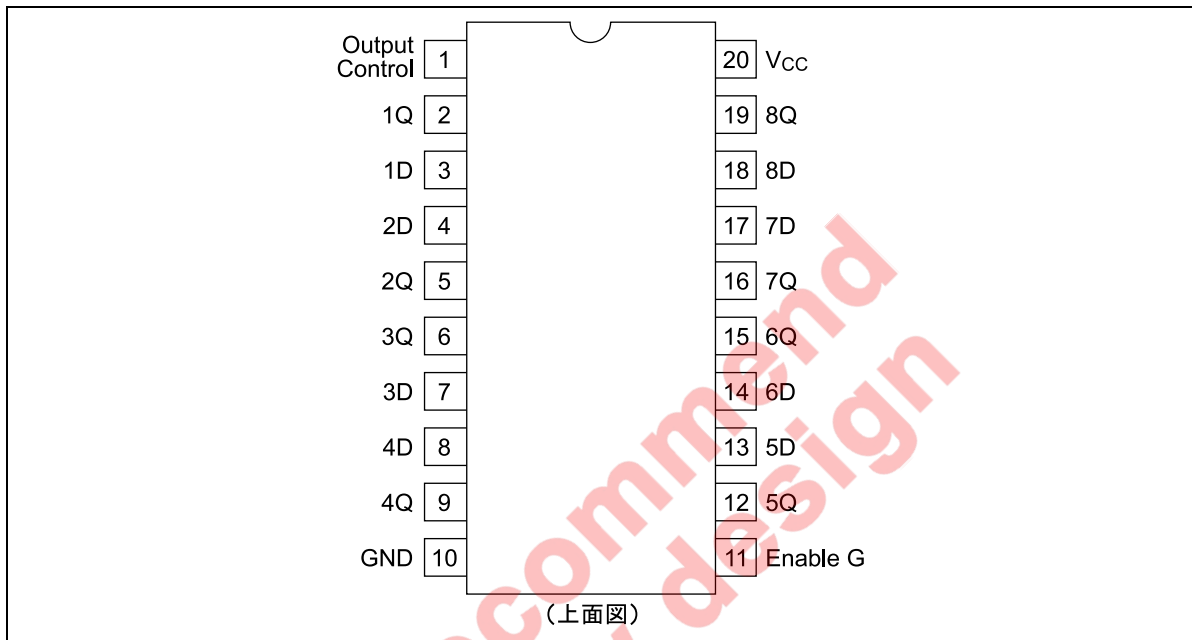 Output
Control 1
1Q 2
1D 3
2D 4
2Q 5
3Q 6
3D 7
4D 8
4Q 9
GND 10
20 VCC
19 8Q
18 8D
17 7D
16 7Q
15 6Q
14 6D
13 5D
12 5Q
11 Enable G
(上面図)
commend
design